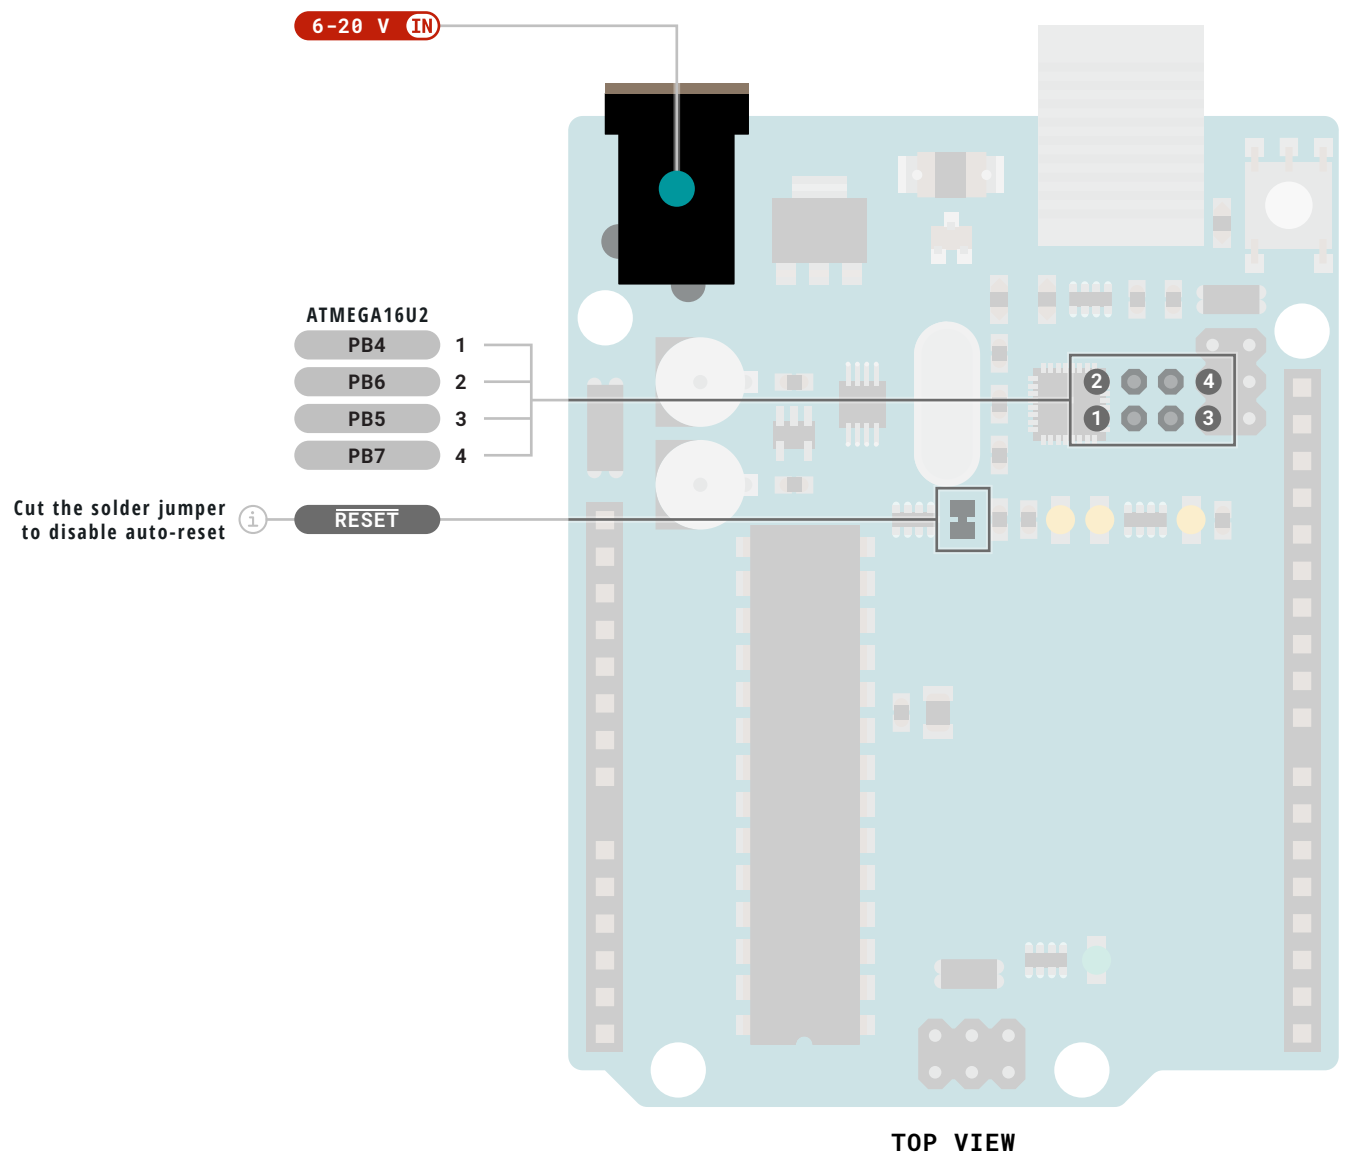 6-20 V IN
ATMEGA16U2
PB4 1
PB6 2
PB5 3
PB7 4
2 4
1 3
Cut the solder jumper
to disable auto-reset
i
RESET
TOP VIEW